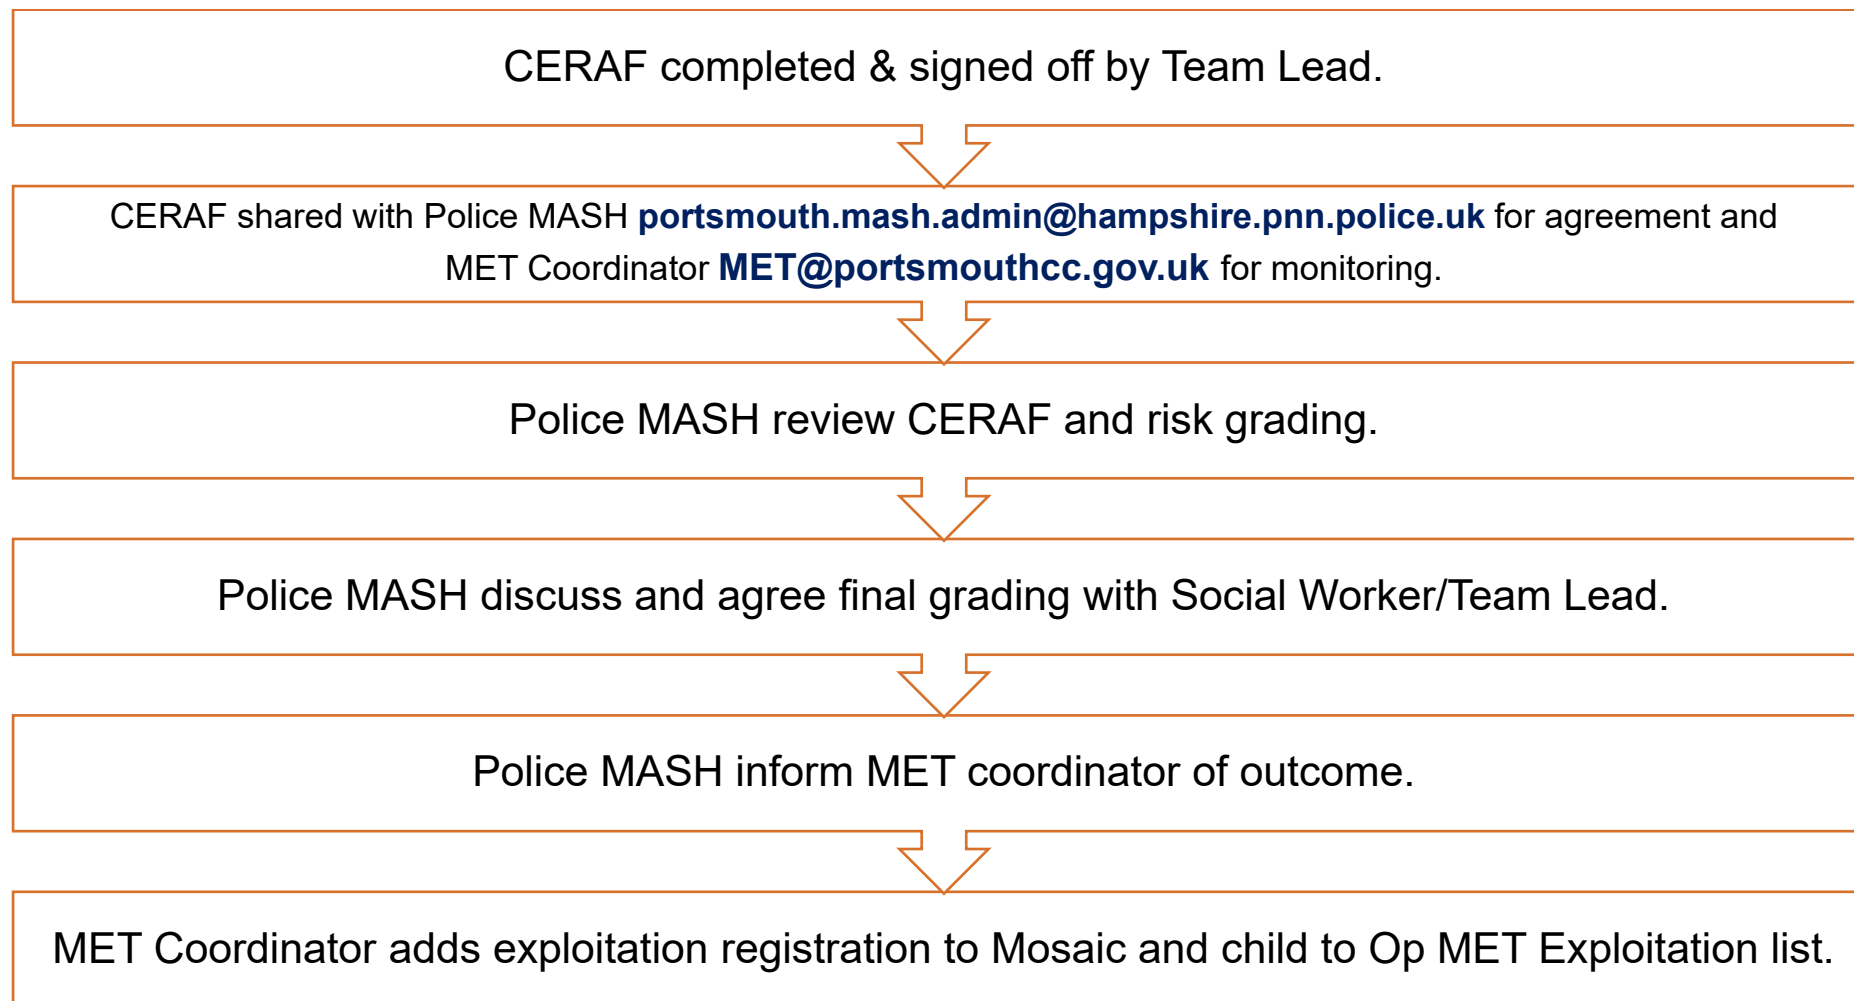 CERAF completed & signed off by Team Lead.
CERAF shared with Police MASH portsmouth.mash.admin@hampshire.pnn.police.uk for agreement and
MET Coordinator MET@portsmouthcc.gov.uk for monitoring.
Police MASH review CERAF and risk grading.
Police MASH discuss and agree final grading with Social Worker/Team Lead.
Police MASH inform MET coordinator of outcome.
MET Coordinator adds exploitation registration to Mosaic and child to Op MET Exploitation list.